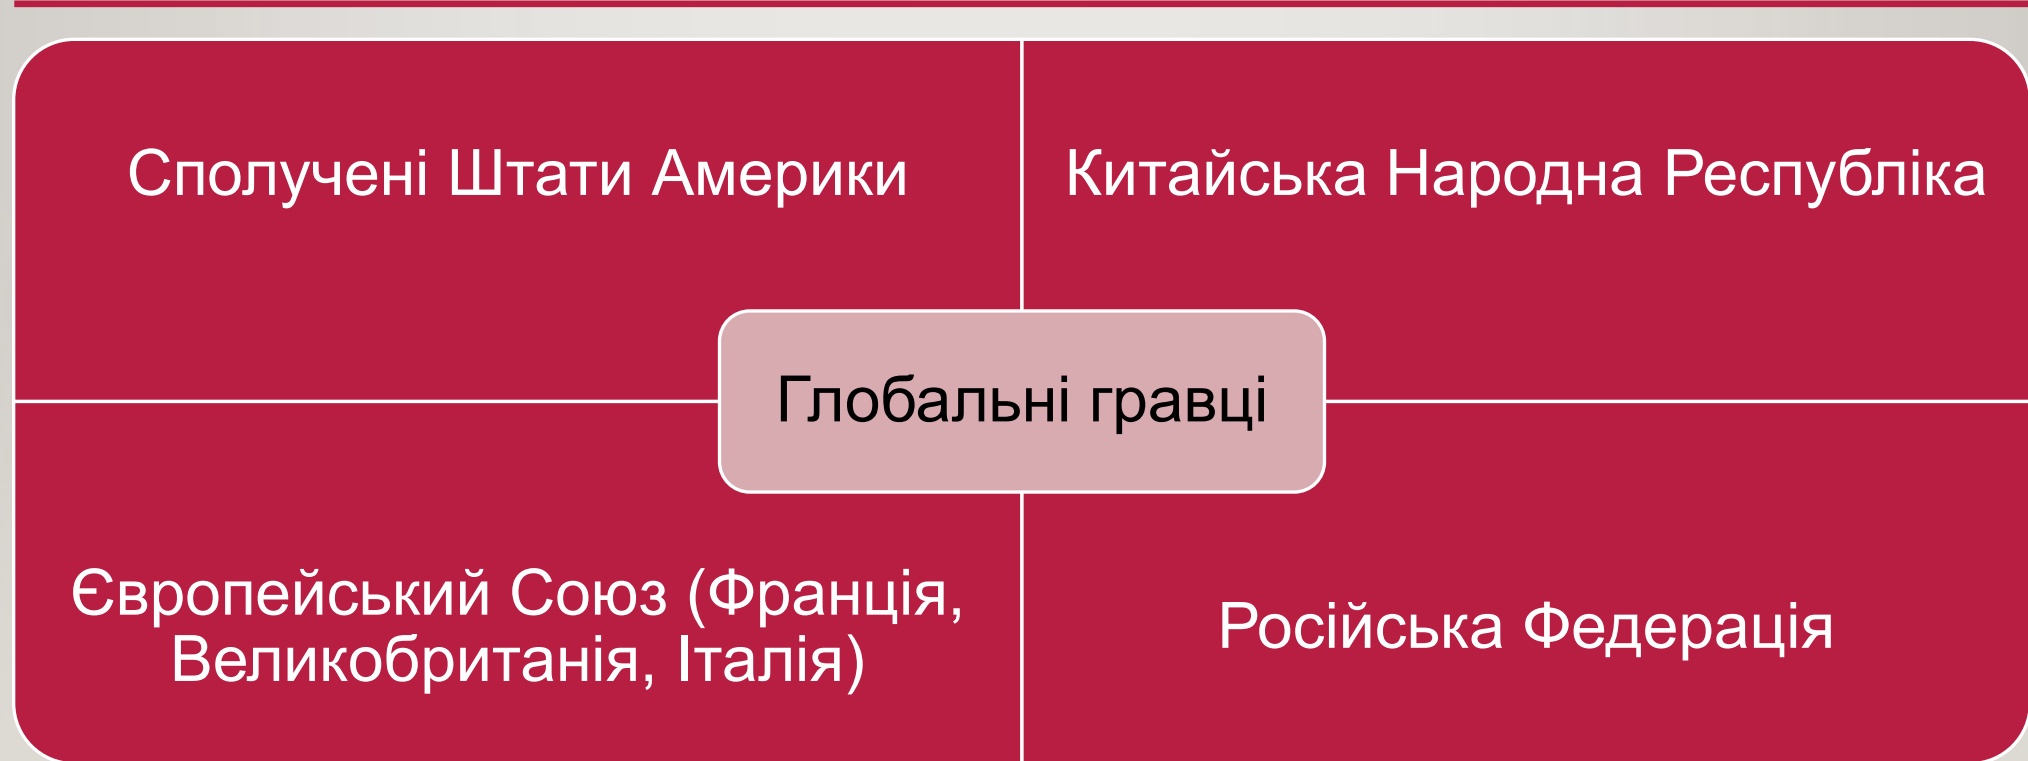 Сполучені Штати Америки
Китайська Народна Республіка
Глобальні гравці
Європейський Союз (Франція,
Великобританія, Італія)
Російська Федерація